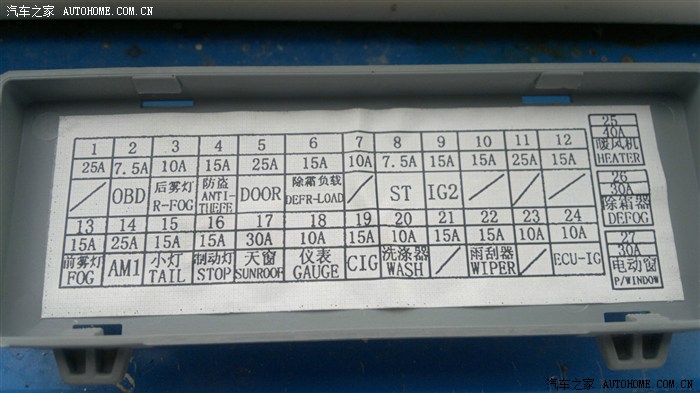 汽车之家 AUTOHOME.COM.CN
1 2 3 4 5 6 7 8 9 10 11 12
25A 7.5A 10A 15A 25A 15A 10A 7.5A 15A 15A 25A 15A
OBD 后雾灯 R-FOG 防盗 ANTI-THEFE DOOR 除霜负载 DEFR-LOAD ST IG2
13 14 15 16 17 18 19 20 21 22 23 24
15A 25A 15A 15A 30A 10A 15A 10A 15A 15A 10A 10A
前雾灯 FOG AM1 小灯 TAIL 制动灯 STOP 天窗 SUNROOF 仪表 GAUGE CIG 洗涤器 WASH 雨刮器 WIPER ECU-IG
25
40A
暖风机
HEATER
26
30A
除霜器
DEFOG
27
30A
电动窗
P/WINDOW
汽车之家 AUTOHOME.COM.CN